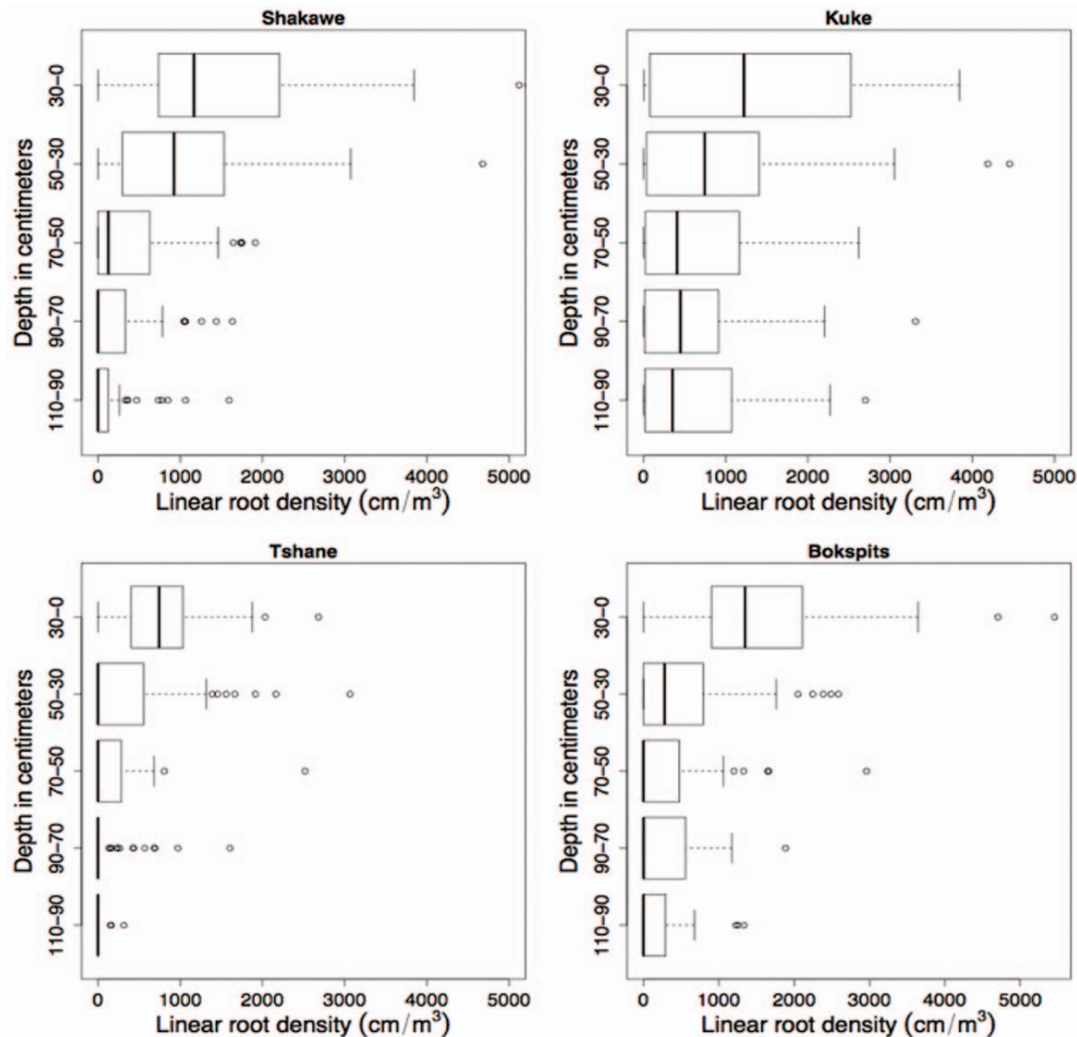 Shakawe
Depth in centimeters
30−0
50−30
70−50
90−70
110−90
0 1000 2000 3000 4000 5000
Linear root density (cm/m³)
Kuke
Depth in centimeters
30−0
50−30
70−50
90−70
110−90
0 1000 2000 3000 4000 5000
Linear root density (cm/m³)
Tshane
Depth in centimeters
30−0
50−30
70−50
90−70
110−90
0 1000 2000 3000 4000 5000
Linear root density (cm/m³)
Bokspits
Depth in centimeters
30−0
50−30
70−50
90−70
110−90
0 1000 2000 3000 4000 5000
Linear root density (cm/m³)